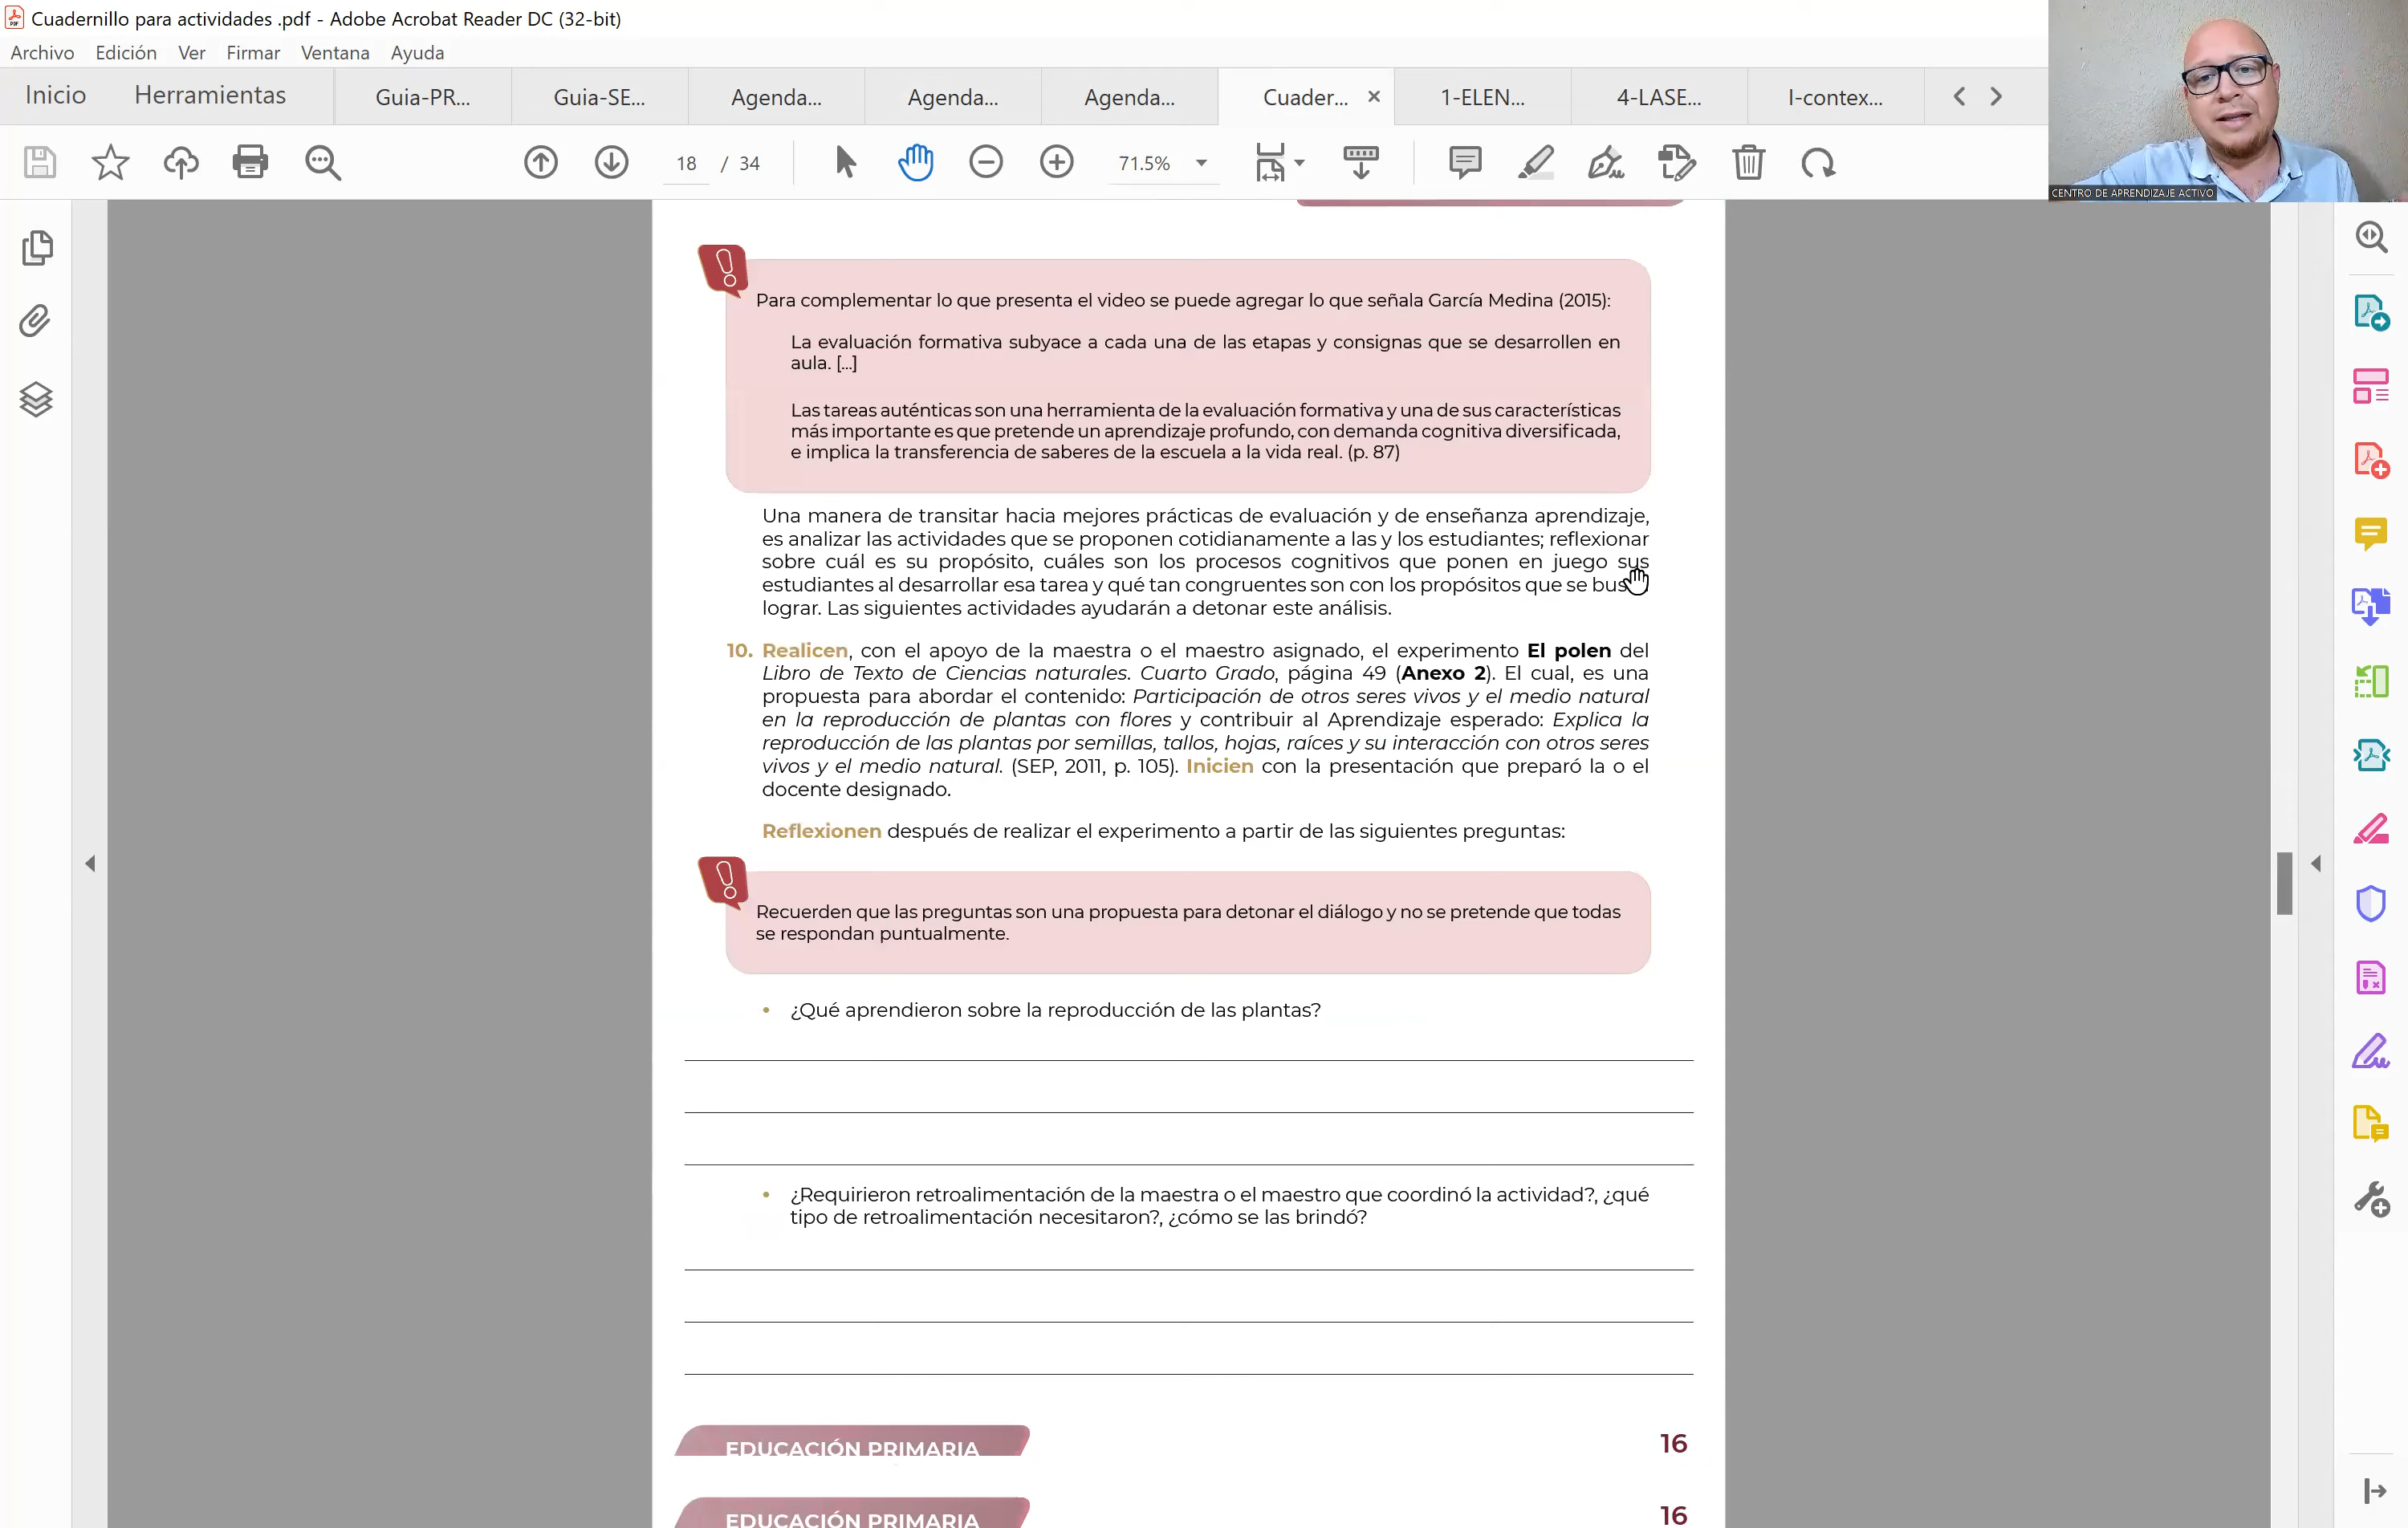 Cuadernillo para actividades .pdf - Adobe Acrobat Reader DC (32-bit)
Archivo Edición Ver Firmar Ventana Ayuda
Inicio Herramientas Guia-PR... Guia-SE... Agenda... Agenda... Agenda... Cuader... 1-ELEN... 4-LASE... I-contex...
18 / 34 71.5%
CENTRO DE APRENDIZAJE ACTIVO
Para complementar lo que presenta el video se puede agregar lo que señala García Medina (2015):
La evaluación formativa subyace a cada una de las etapas y consignas que se desarrollen en
aula. [...]
Las tareas auténticas son una herramienta de la evaluación formativa y una de sus características
más importante es que pretende un aprendizaje profundo, con demanda cognitiva diversificada,
e implica la transferencia de saberes de la escuela a la vida real. (p. 87)
Una manera de transitar hacia mejores prácticas de evaluación y de enseñanza aprendizaje,
es analizar las actividades que se proponen cotidianamente a las y los estudiantes; reflexionar
sobre cuál es su propósito, cuáles son los procesos cognitivos que ponen en juego sus
estudiantes al desarrollar esa tarea y qué tan congruentes son con los propósitos que se
lograr. Las siguientes actividades ayudarán a detonar este análisis.
10. Realicen, con el apoyo de la maestra o el maestro asignado, el experimento El polen del
Libro de Texto de Ciencias naturales. Cuarto Grado, página 49 (Anexo 2). El cual, es una
propuesta para abordar el contenido: Participación de otros seres vivos y el medio natural
en la reproducción de plantas con flores y contribuir al Aprendizaje esperado: Explica la
reproducción de las plantas por semillas, tallos, hojas, raíces y su interacción con otros seres
vivos y el medio natural. (SEP, 2011, p. 105). Inicien con la presentación que preparó la o el
docente designado.
Reflexionen después de realizar el experimento a partir de las siguientes preguntas:
Recuerden que las preguntas son una propuesta para detonar el diálogo y no se pretende que todas
se respondan puntualmente.
• ¿Qué aprendieron sobre la reproducción de las plantas?
• ¿Requirieron retroalimentación de la maestra o el maestro que coordinó la actividad?, ¿qué
tipo de retroalimentación necesitaron?, ¿cómo se las brindó?
EDUCACIÓN PRIMARIA 16
EDUCACIÓN PRIMARIA 16